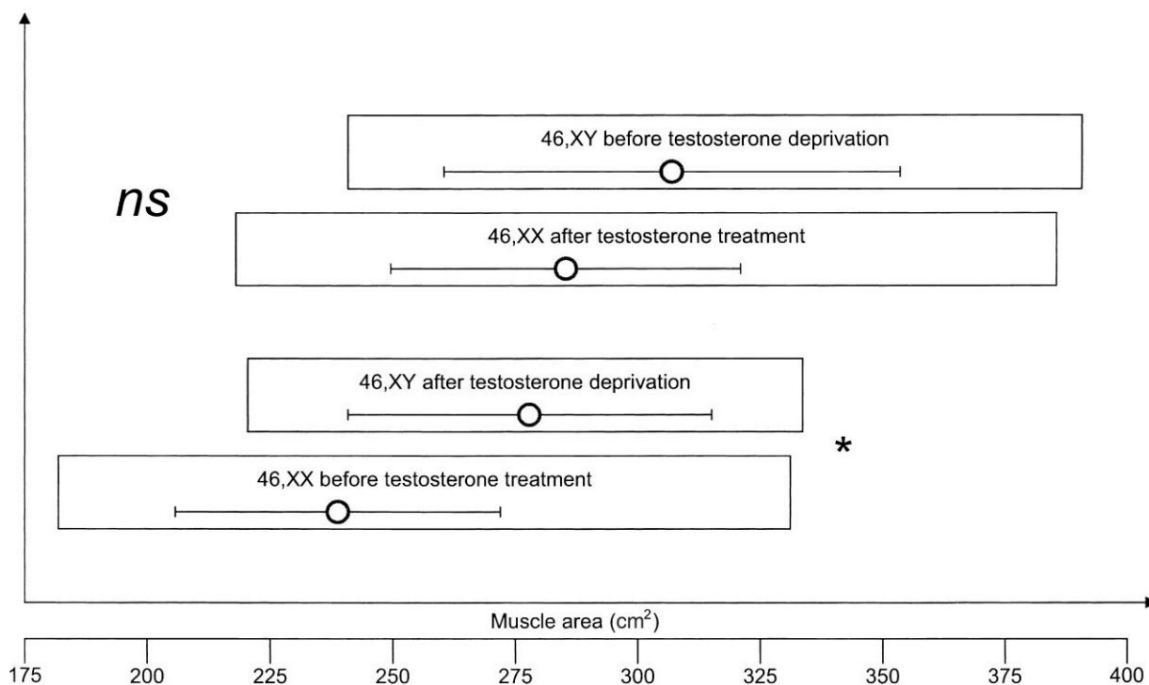 46,XY before testosterone deprivation
ns
46,XX after testosterone treatment
46,XY after testosterone deprivation
*
46,XX before testosterone treatment
Muscle area (cm²)
175 200 225 250 275 300 325 350 375 400